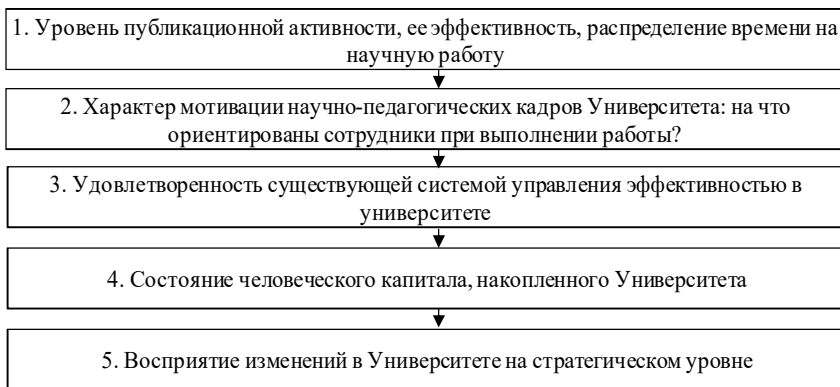 1. Уровень публикационной активности, ее эффективность, распределение времени на
научную работу
2. Характер мотивации научно-педагогических кадров Университета: на что
ориентированы сотрудники при выполнении работы?
3. Удовлетворенность существующей системой управления эффективностью в
университете
4. Состояние человеческого капитала, накопленного Университета
5. Восприятие изменений в Университете на стратегическом уровне